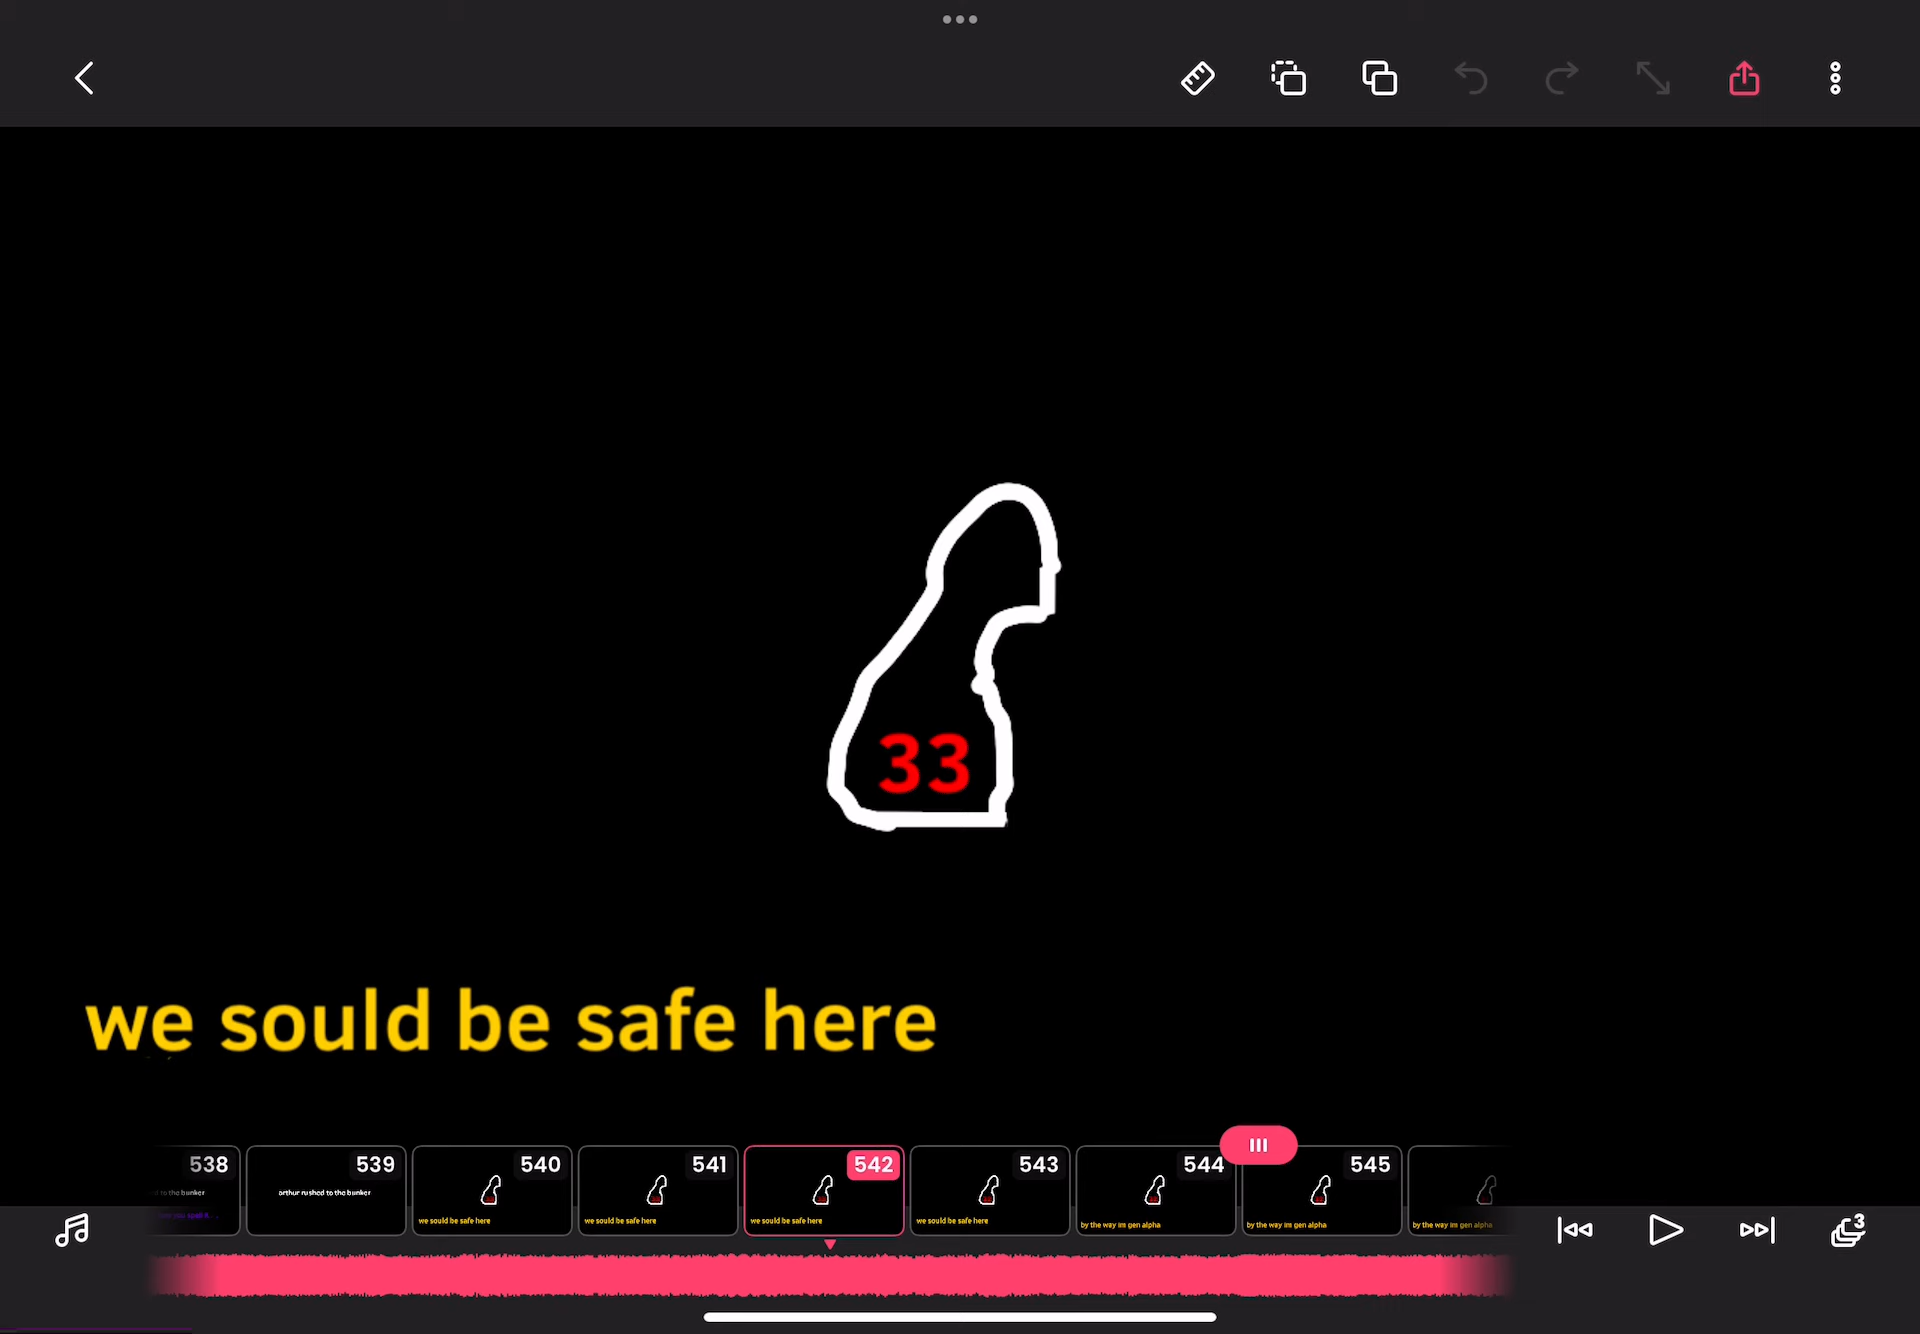 33
we sould be safe here
538
539
540
541
542
543
544
545
to the bunker
arthur rushed to the bunker
we sould be safe here
we sould be safe here
we sould be safe here
we sould be safe here
by the way im gen alpha
by the way im gen alpha
by the way im gen alpha
3